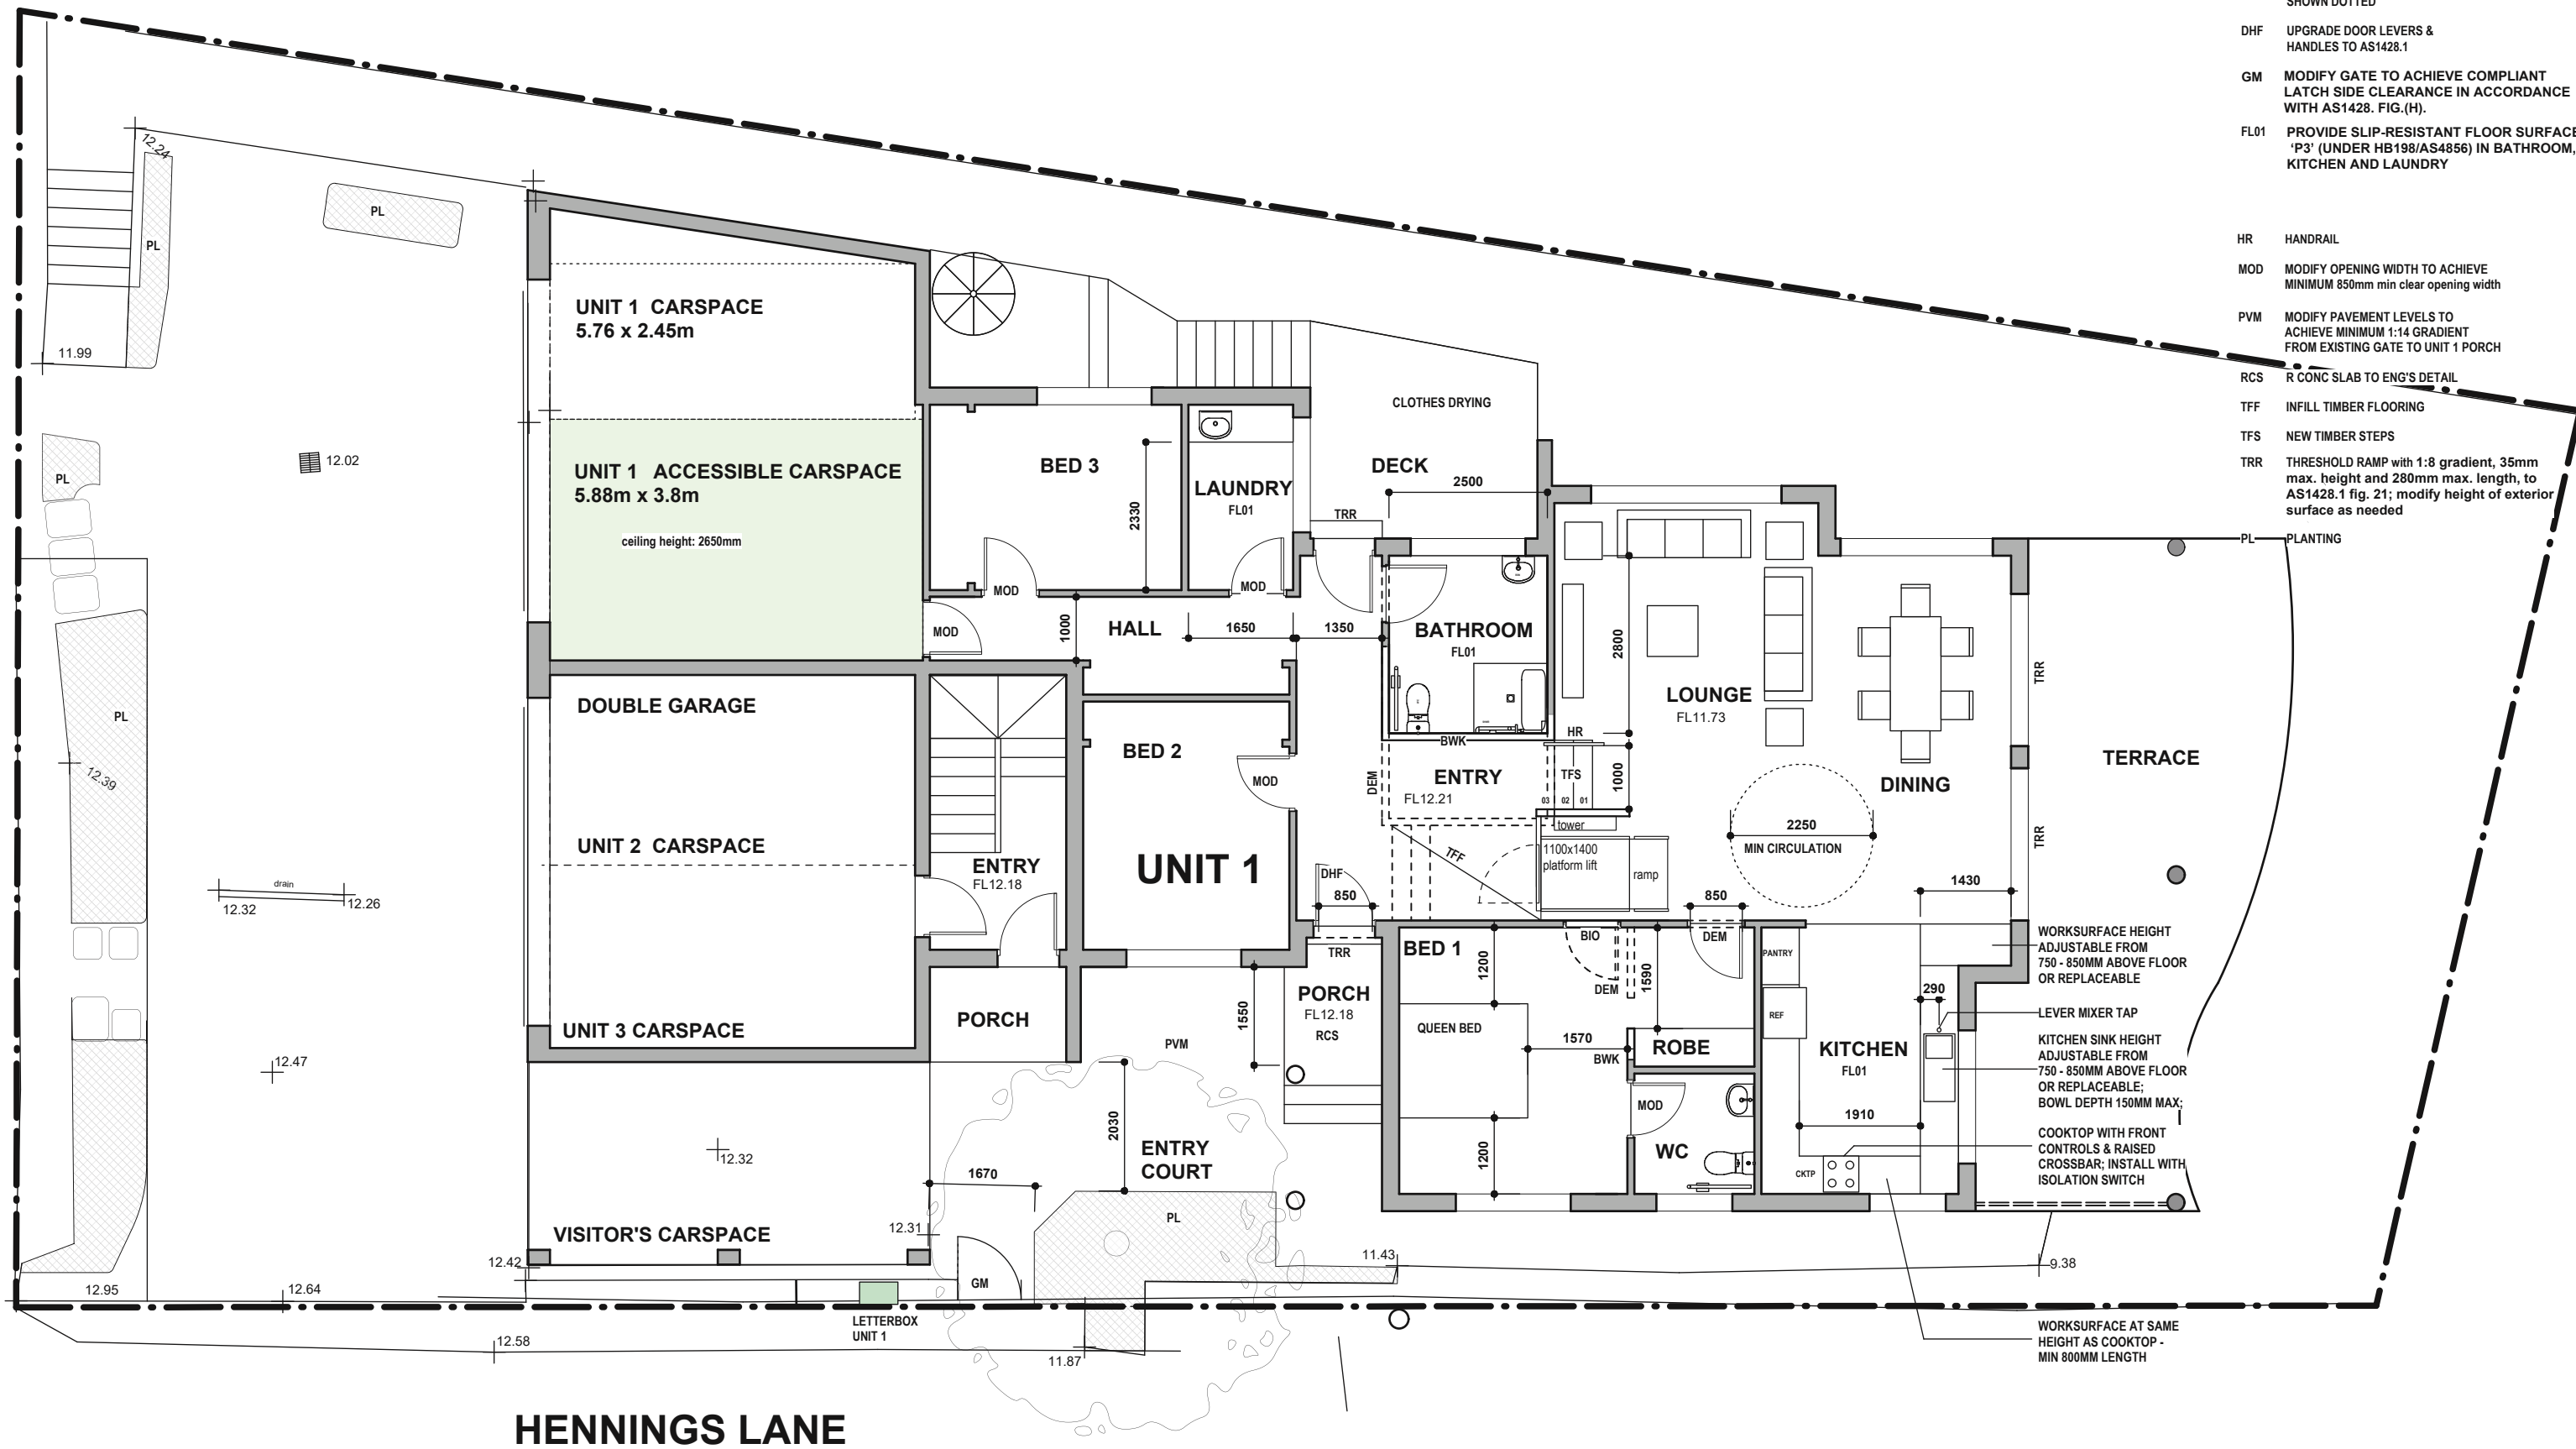 SHOWN DOTTED
DHF UPGRADE DOOR LEVERS &
HANDLES TO AS1428.1
GM MODIFY GATE TO ACHIEVE COMPLIANT
LATCH SIDE CLEARANCE IN ACCORDANCE
WITH AS1428. FIG.(H).
FL01 PROVIDE SLIP-RESISTANT FLOOR SURFACE
'P3' (UNDER HB198/AS4856) IN BATHROOM,
KITCHEN AND LAUNDRY
HR HANDRAIL
MOD MODIFY OPENING WIDTH TO ACHIEVE
MINIMUM 850mm min clear opening width
PVM MODIFY PAVEMENT LEVELS TO
ACHIEVE MINIMUM 1:14 GRADIENT
FROM EXISTING GATE TO UNIT 1 PORCH
RCS R CONC SLAB TO ENG'S DETAIL
TFF INFILL TIMBER FLOORING
TFS NEW TIMBER STEPS
TRR THRESHOLD RAMP with 1:8 gradient, 35mm
max. height and 280mm max. length, to
AS1428.1 fig. 21; modify height of exterior
surface as needed
PL PLANTING
12.24
PL
PL
11.99
PL
12.02
PL
12.39
drain
12.32
12.26
12.47
12.32
12.31
12.42
12.95
12.64
12.58
11.87
11.43
9.38
UNIT 1 CARSPACE
5.76 x 2.45m
UNIT 1 ACCESSIBLE CARSPACE
5.88m x 3.8m
ceiling height: 2650mm
DOUBLE GARAGE
UNIT 2 CARSPACE
UNIT 3 CARSPACE
VISITOR'S CARSPACE
BED 3
2330
MOD
LAUNDRY
FL01
MOD
CLOTHES DRYING
DECK
2500
TRR
MOD
1000
HALL
1650
1350
BATHROOM
FL01
BWK
2800
LOUNGE
FL11.73
DINING
TERRACE
TRR
TRR
BED 2
MOD
UNIT 1
DEM
ENTRY
FL12.21
HR
TFS
03 02 01
1000
tower
1100x1400
platform lift
ramp
TFF
2250
MIN CIRCULATION
1430
ENTRY
FL12.18
DHF
850
850
TRR
BED 1
1200
BIO
DEM
DEM
1590
PANTRY
REF
290
PORCH
PORCH
FL12.18
RCS
1550
PVM
QUEEN BED
1570
BWK
ROBE
KITCHEN
FL01
1910
MOD
WC
1200
CKTP
2030
ENTRY
COURT
1670
PL
GM
LETTERBOX
UNIT 1
WORKSURFACE HEIGHT
ADJUSTABLE FROM
750 - 850MM ABOVE FLOOR
OR REPLACEABLE
LEVER MIXER TAP
KITCHEN SINK HEIGHT
ADJUSTABLE FROM
750 - 850MM ABOVE FLOOR
OR REPLACEABLE;
BOWL DEPTH 150MM MAX;
COOKTOP WITH FRONT
CONTROLS & RAISED
CROSSBAR; INSTALL WITH
ISOLATION SWITCH
WORKSURFACE AT SAME
HEIGHT AS COOKTOP -
MIN 800MM LENGTH
HENNINGS LANE